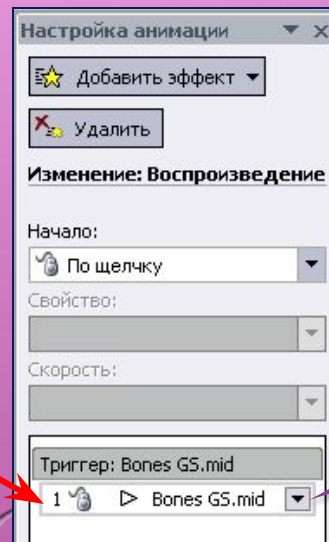 Настройка анимации
Добавить эффект
Удалить
Изменение: Воспроизведение
Начало:
По щелчку
Свойство:
Скорость:
Триггер: Bones GS.mid
1 Bones GS.mid